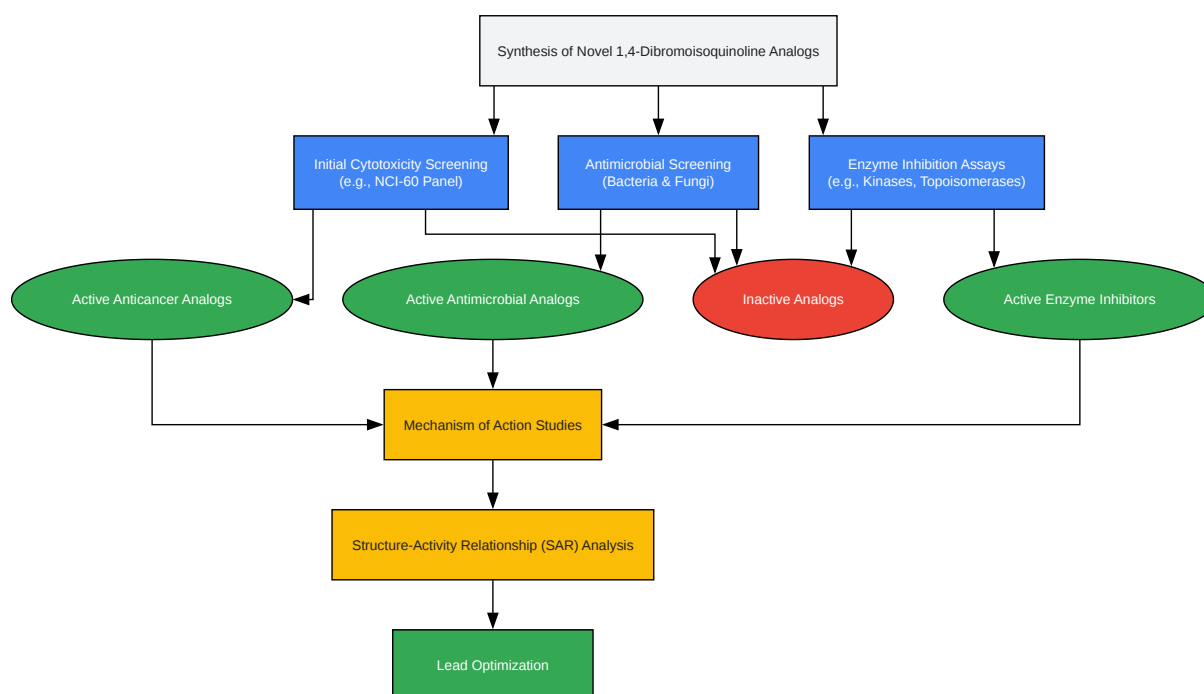 Synthesis of Novel 1,4-Dibromoisoquinoline Analogs
Initial Cytotoxicity Screening
(e.g., NCI-60 Panel)
Antimicrobial Screening
(Bacteria & Fungi)
Enzyme Inhibition Assays
(e.g., Kinases, Topoisomerases)
Active Anticancer Analogs
Active Antimicrobial Analogs
Inactive Analogs
Active Enzyme Inhibitors
Mechanism of Action Studies
Structure-Activity Relationship (SAR) Analysis
Lead Optimization